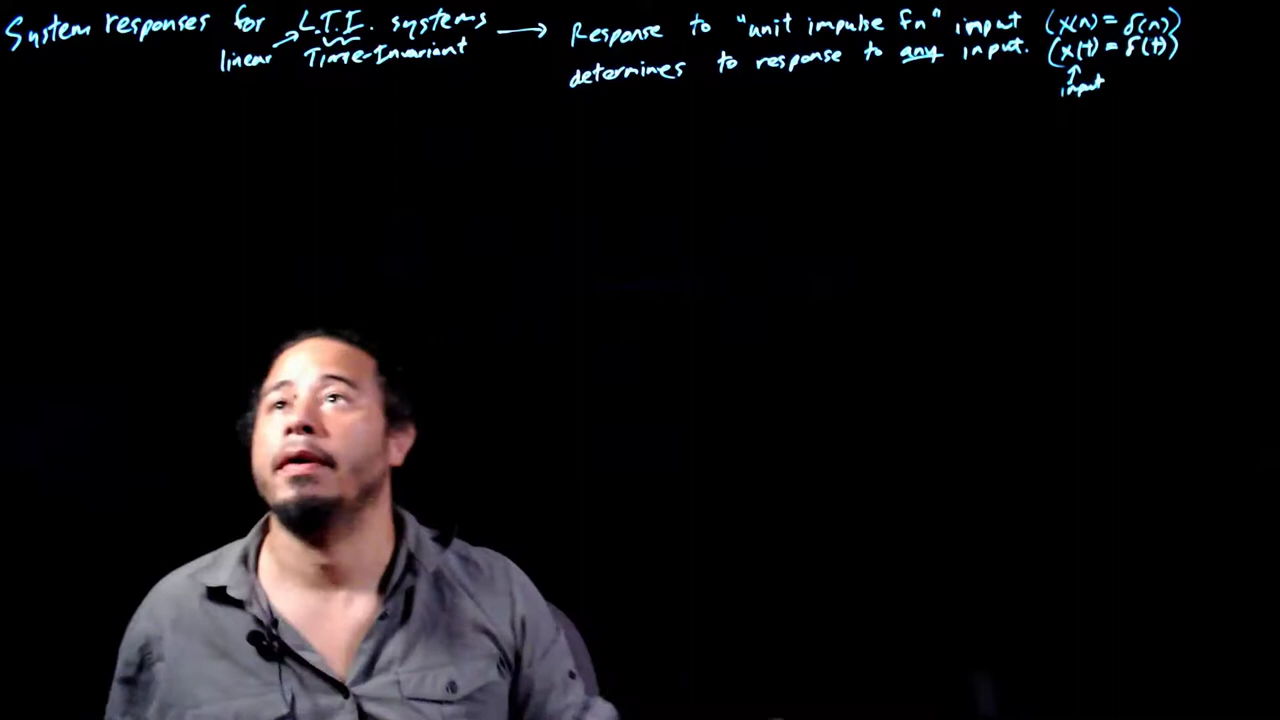 System responses for L.T.I. systems → Response to "unit impulse fn" input (x(n) = δ(n))
linear Time-Invariant determines to response to any input. (x(t) = δ(t))
input